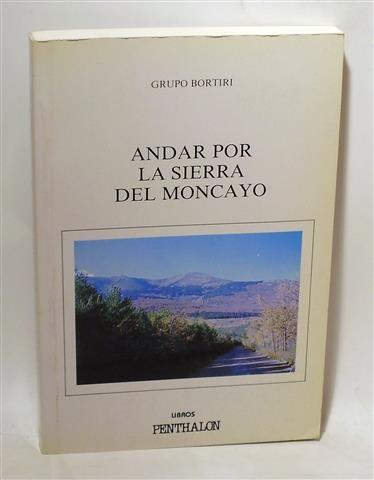 GRUPO BORTIRI
ANDAR POR
LA SIERRA
DEL MONCAYO
LIBROS
PENTHALON